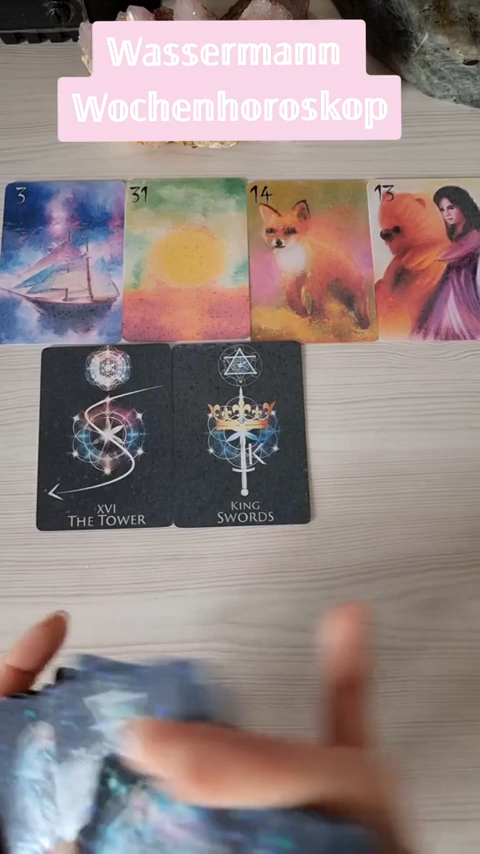 Wassermann
Wochenhoroskop
3
31
14
13
K
XVI
THE TOWER
KING
SWORDS